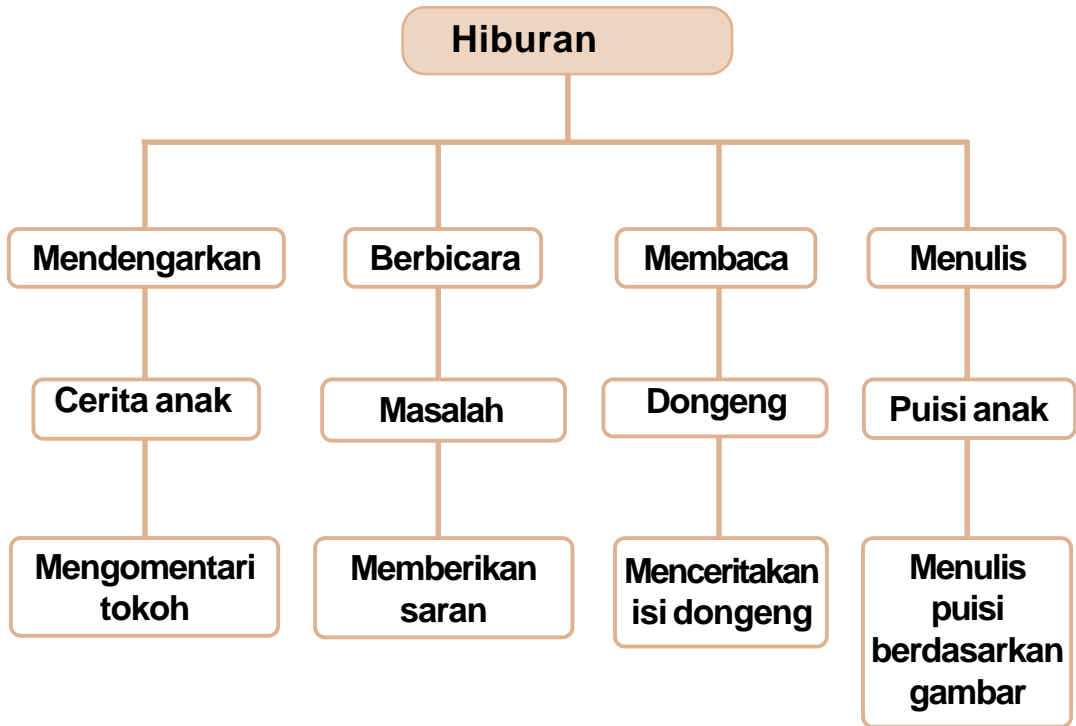 Hiburan
Mendengarkan
Berbicara
Membaca
Menulis
Cerita anak
Masalah
Dongeng
Puisi anak
Mengomentari
tokoh
Memberikan
saran
Menceritakan
isi dongeng
Menulis
puisi
berdasarkan
gambar